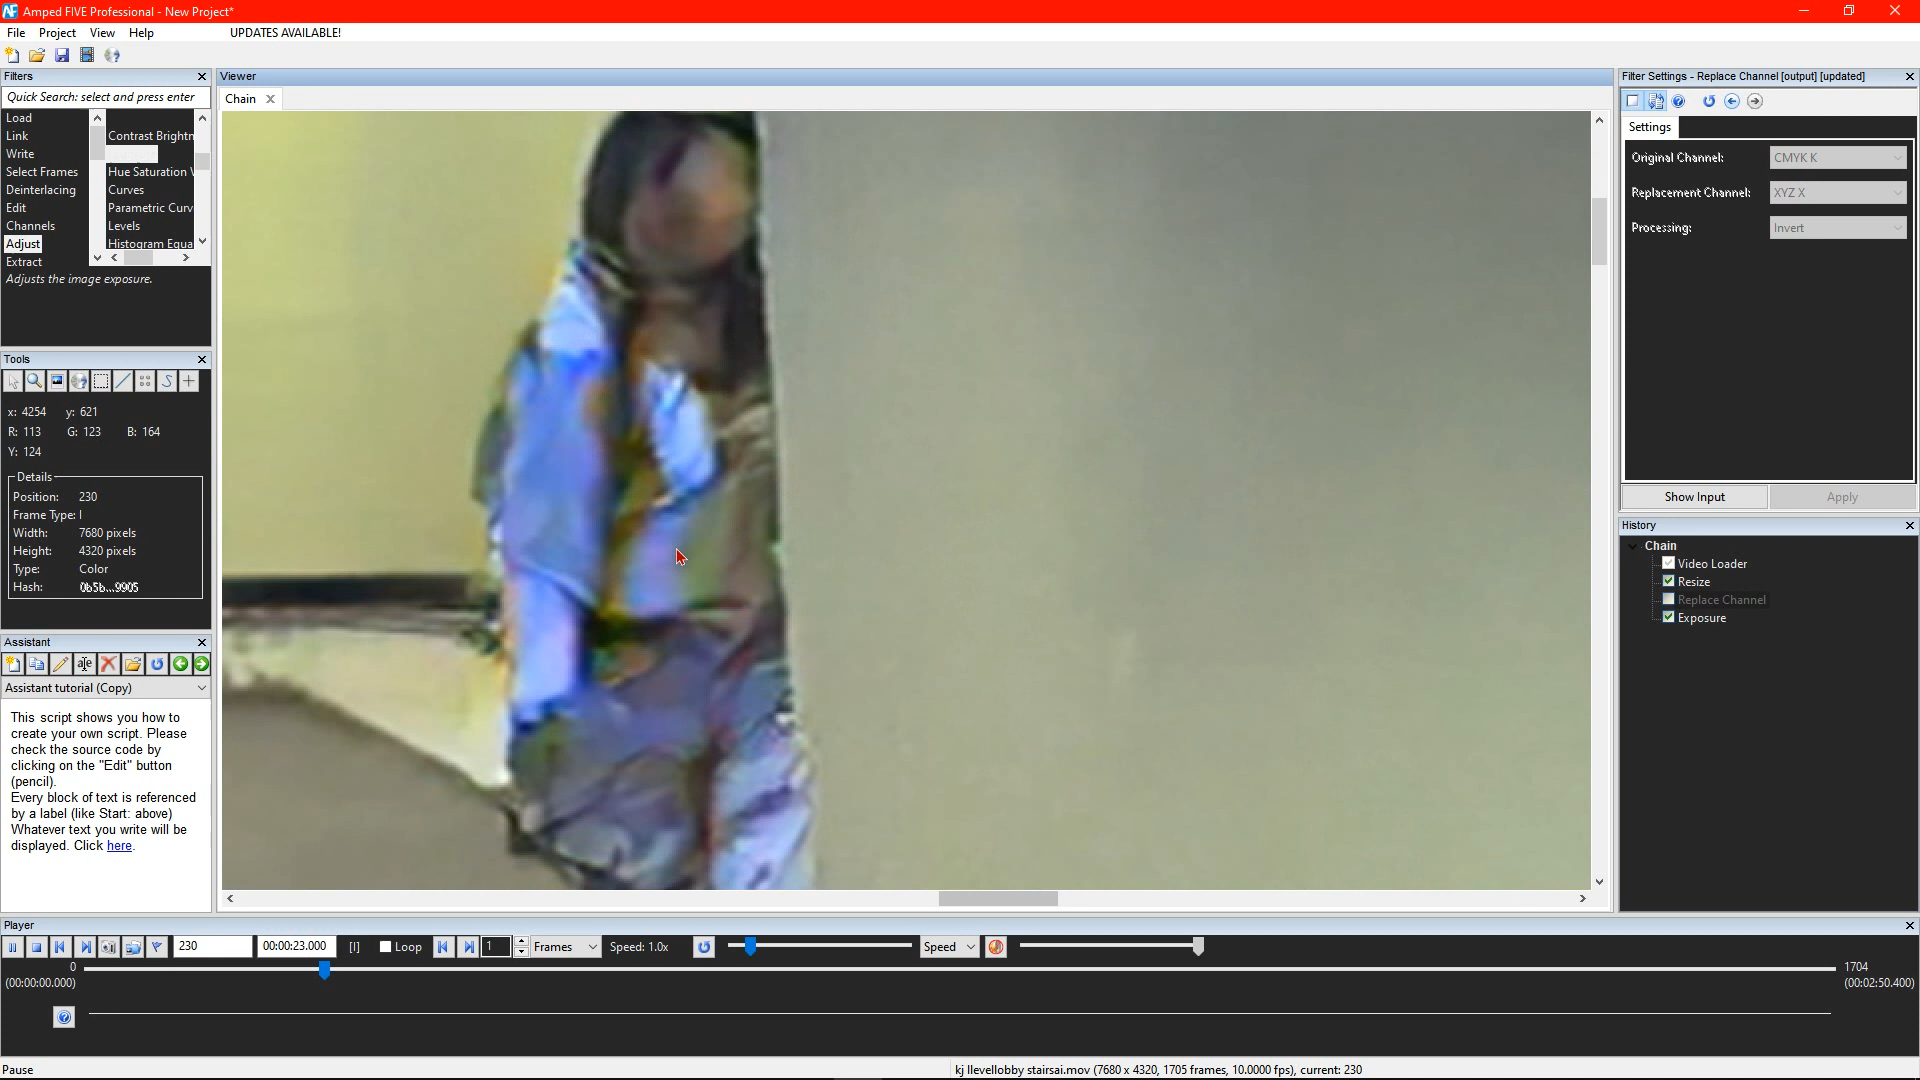 Amped FIVE Professional - New Project*
File Project View Help UPDATES AVAILABLE!
Filters
Quick Search: select and press enter
Load
Link
Write
Select Frames
Deinterlacing
Edit
Channels
Adjust
Extract
Contrast Brightn
Hue Saturation V
Curves
Parametric Curv
Levels
Histogram Equa
Adjusts the image exposure.
Tools
x: 4254 y: 621
R: 113 G: 123 B: 164
Y: 124
Details
Position: 230
Frame Type: I
Width: 7680 pixels
Height: 4320 pixels
Type: Color
Hash: 0b5b...9905
Assistant
Assistant tutorial (Copy)
This script shows you how to
create your own script. Please
check the source code by
clicking on the "Edit" button
(pencil).
Every block of text is referenced
by a label (like Start: above)
Whatever text you write will be
displayed. Click here.
Viewer
Chain
Filter Settings - Replace Channel [output] [updated]
Settings
Original Channel: CMYK K
Replacement Channel: XYZ X
Processing: Invert
Show Input Apply
History
Chain
Video Loader
Resize
Replace Channel
Exposure
Player
230 00:00:23.000 [I] Loop 1 Frames Speed: 1.0x Speed
0 1704
(00:00:00.000) (00:02:50.400)
Pause kj llevellobby stairsai.mov (7680 x 4320, 1705 frames, 10.0000 fps), current: 230